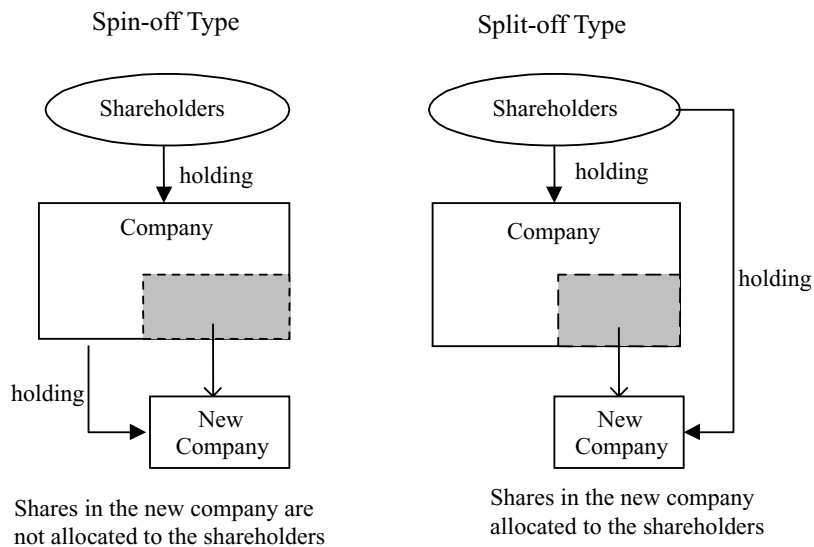 Spin-off Type
Shareholders
holding
Company
holding
New
Company
Shares in the new company are
not allocated to the shareholders
Split-off Type
Shareholders
holding
Company
holding
New
Company
Shares in the new company
allocated to the shareholders